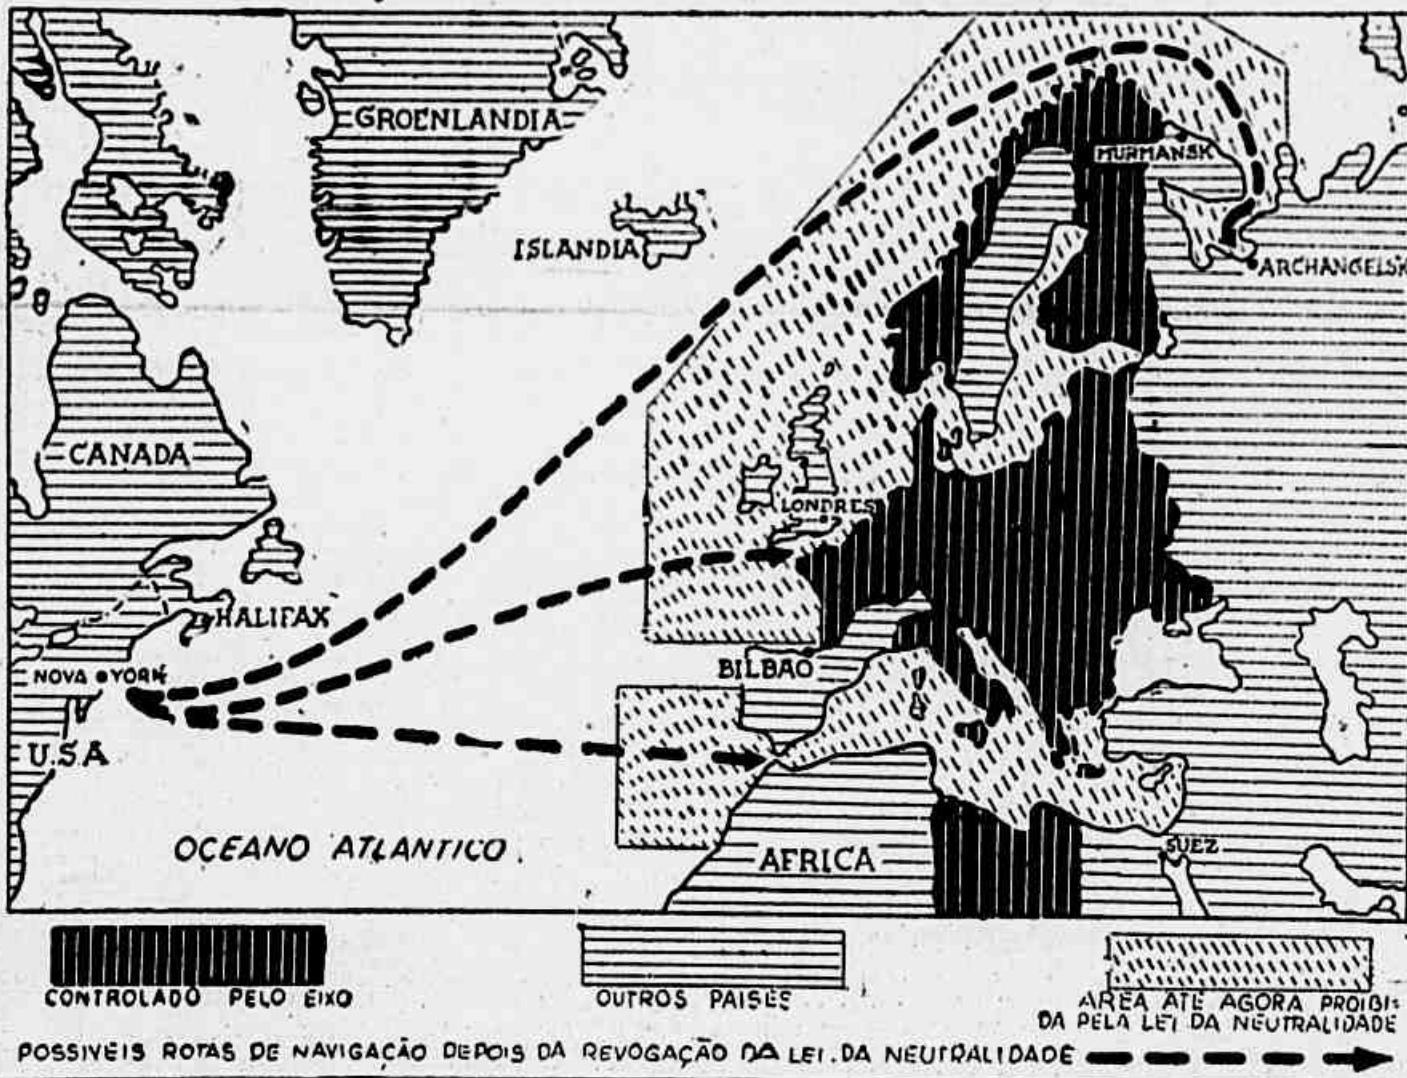 GROENLANDIA
MURMANSK
ISLANDIA
ARCHANGELSK
CANADA
LONDRES
HALIFAX
BILBAO
NOVA YORK
U.S.A
OCEANO ATLANTICO
AFRICA
SUEZ
CONTROLADO PELO EIXO
OUTROS PAISES
AREA ATÉ AGORA PROIBI-
DA PELA LEI DA NEUTRALIDADE
POSSIVEIS ROTAS DE NAVIGAÇÃO DEPOIS DA REVOGAÇÃO DA LEI. DA NEUTRALIDADE